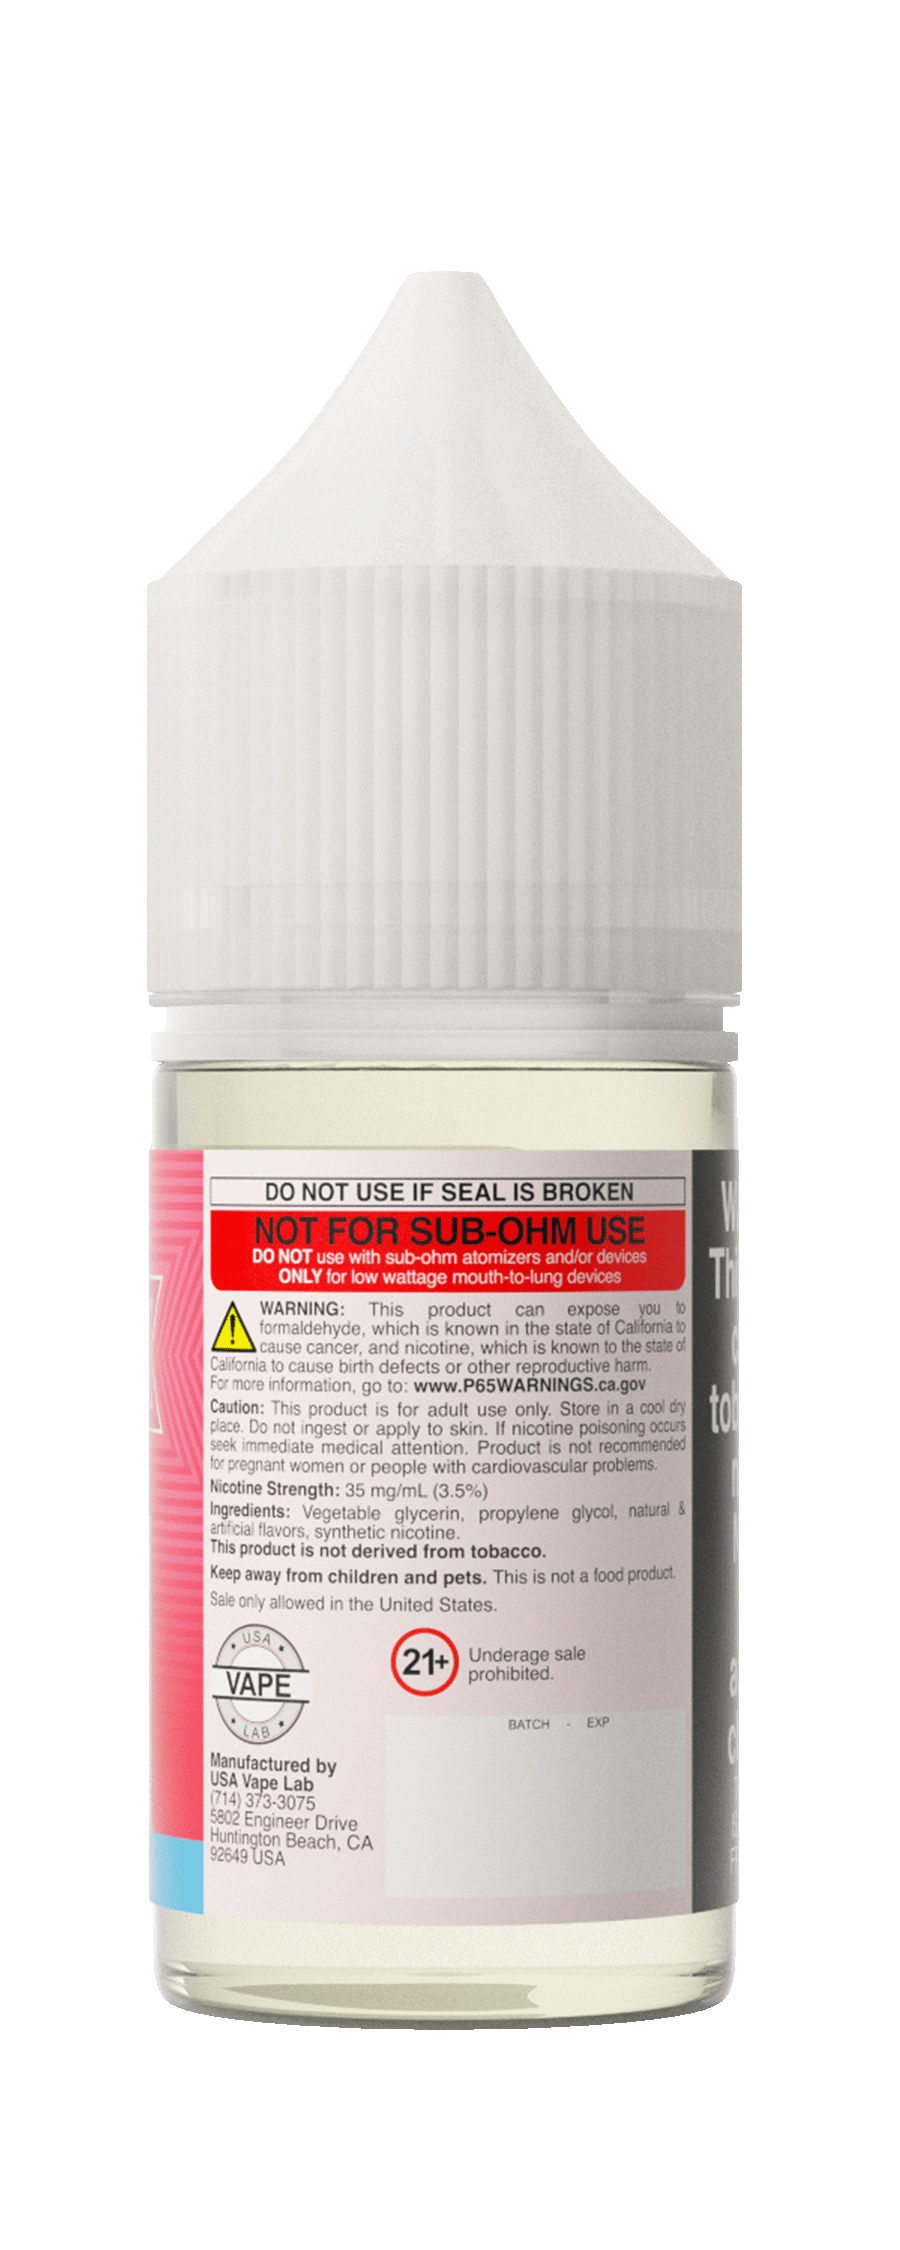 DO NOT USE IF SEAL IS BROKEN
NOT FOR SUB-OHM USE
DO NOT use with sub-ohm atomizers and/or devices
ONLY for low wattage mouth-to-lung devices
WARNING: This product can expose you to
formaldehyde, which is known in the state of California to
cause cancer, and nicotine, which is known to the state of
California to cause birth defects or other reproductive harm.
For more information, go to: www.P65WARNINGS.ca.gov
Caution: This product is for adult use only. Store in a cool dry
place. Do not ingest or apply to skin. If nicotine poisoning occurs
seek immediate medical attention. Product is not recommended
for pregnant women or people with cardiovascular problems.
Nicotine Strength: 35 mg/mL (3.5%)
Ingredients: Vegetable glycerin, propylene glycol, natural &
artificial flavors, synthetic nicotine.
This product is not derived from tobacco.
Keep away from children and pets. This is not a food product.
Sale only allowed in the United States.
USA
VAPE
LAB
21+
Underage sale
prohibited.
BATCH - EXP
Manufactured by
USA Vape Lab
(714) 373-3075
5802 Engineer Drive
Huntington Beach, CA
92649 USA